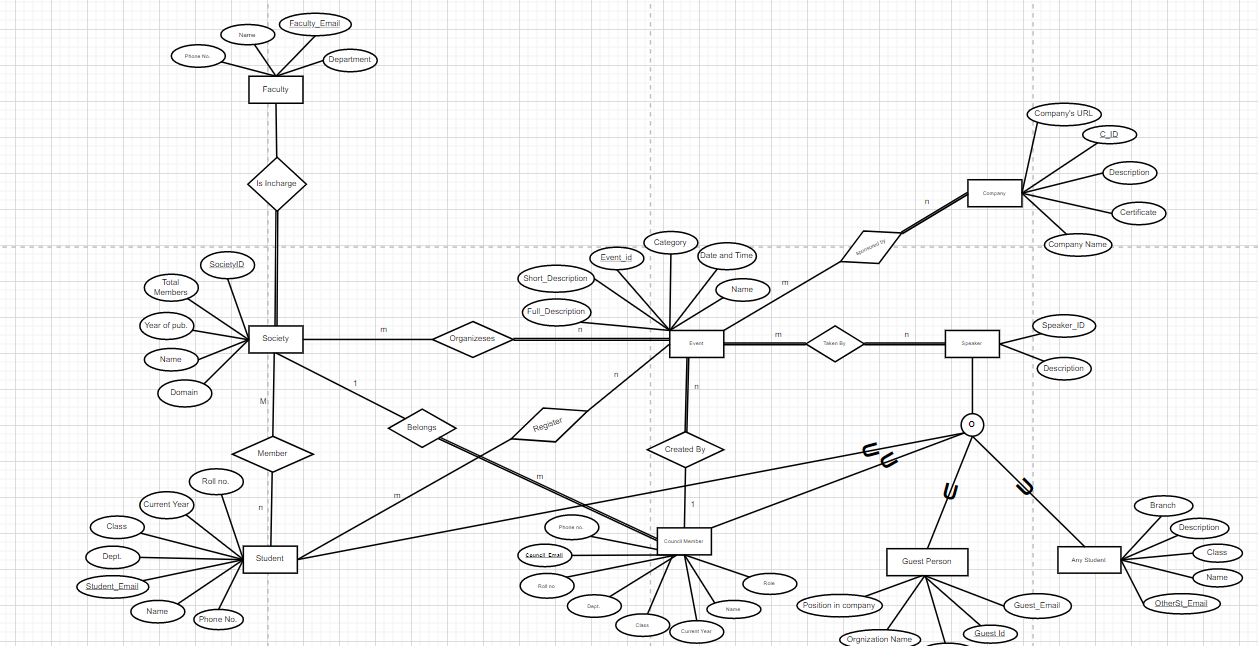 Faculty_Email
Name
Phone No.
Department
Faculty
Company's URL
C_ID
Is Incharge
Description
Company
n
Certificate
Category
Company Name
sponsored by
Date and Time
Event_id
SocietyID
Short_Description
m
Total
Members
Name
Full_Description
Year of pub.
Speaker_ID
m
n
m
n
Society
Organizeses
Event
Taken By
Speaker
Name
Description
1
n
n
Domain
M
Register
Belongs
O
Member
Created By
U
U
Roll no.
m
U
U
m
Current Year
n
1
Branch
Class
Phone no.
Description
Council Member
Dept.
Council_Email
Class
Student
Guest Person
Any Student
Student_Email
Roll no
Role
Name
Name
Dept.
Name
Position in company
Guest_Email
OtherSt_Email
Phone No.
Class
Current Year
Guest Id
Orgnization Name